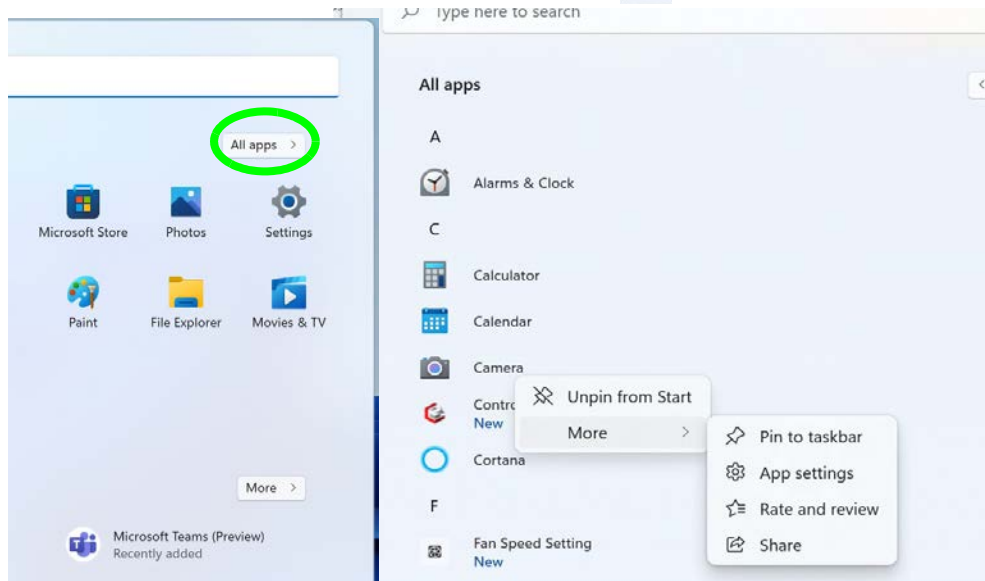 All apps >
Microsoft Store
Photos
Settings
Paint
File Explorer
Movies & TV
More >
Microsoft Teams (Preview)
Recently added
Type here to search
All apps
<
A
Alarms & Clock
C
Calculator
Calendar
Camera
New
Cortana
F
Fan Speed Setting
New
Unpin from Start
More >
Pin to taskbar
App settings
Rate and review
Share